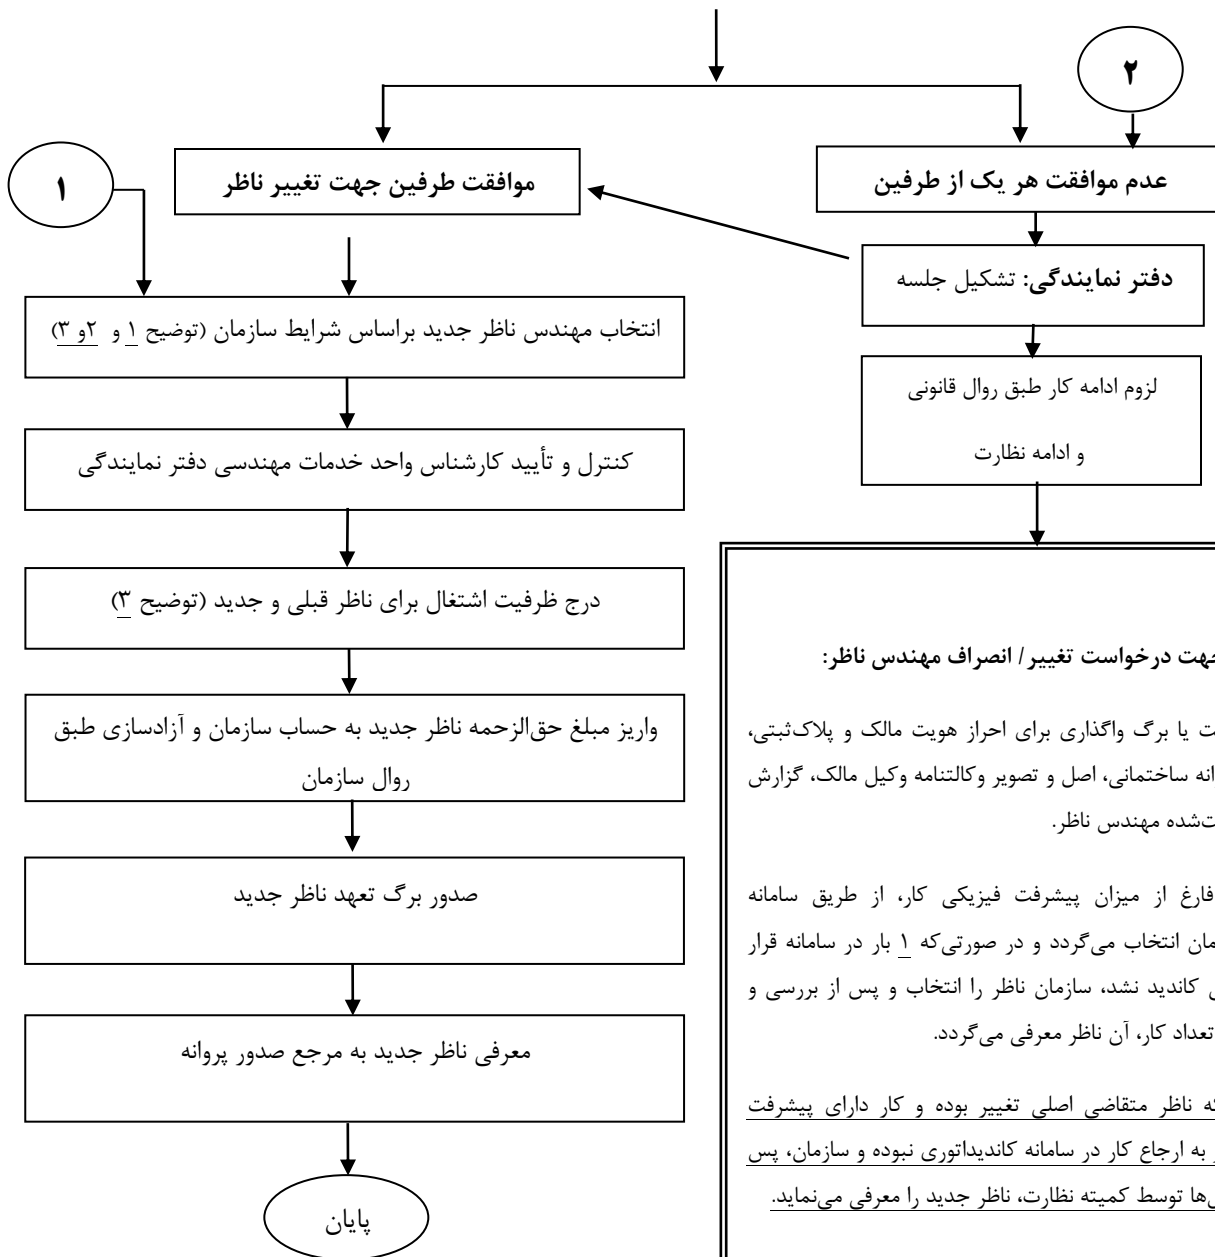 ۲
۱
موافقت طرفین جهت تغییر ناظر
عدم موافقت هر یک از طرفین
دفتر نمایندگی: تشکیل جلسه
انتخاب مهندس ناظر جدید براساس شرایط سازمان (توضیح ۱ و ۲و ۳)
لزوم ادامه کار طبق روال قانونی
و ادامه نظارت
کنترل و تأیید کارشناس واحد خدمات مهندسی دفتر نمایندگی
درج ظرفیت اشتغال برای ناظر قبلی و جدید (توضیح ۳)
واریز مبلغ حق‌الزحمه ناظر جدید به حساب سازمان و آزادسازی طبق
روال سازمان
صدور برگ تعهد ناظر جدید
معرفی ناظر جدید به مرجع صدور پروانه
پایان
جهت درخواست تغییر/ انصراف مهندس ناظر:
یا برگ واگذاری برای احراز هویت مالک و پلاک‌ثبتی،
ساختمانی، اصل و تصویر وکالتنامه وکیل مالک، گزارش
مهندس ناظر.
فارغ از میزان پیشرفت فیزیکی کار، از طریق سامانه
انتخاب می‌گردد و در صورتی‌که ۱ بار در سامانه قرار
کاندید نشد، سازمان ناظر را انتخاب و پس از بررسی و
تعداد کار، آن ناظر معرفی می‌گردد.
ناظر متقاضی اصلی تغییر بوده و کار دارای پیشرفت
به ارجاع کار در سامانه کاندیداتوری نبوده و سازمان، پس
توسط کمیته نظارت، ناظر جدید را معرفی می‌نماید.